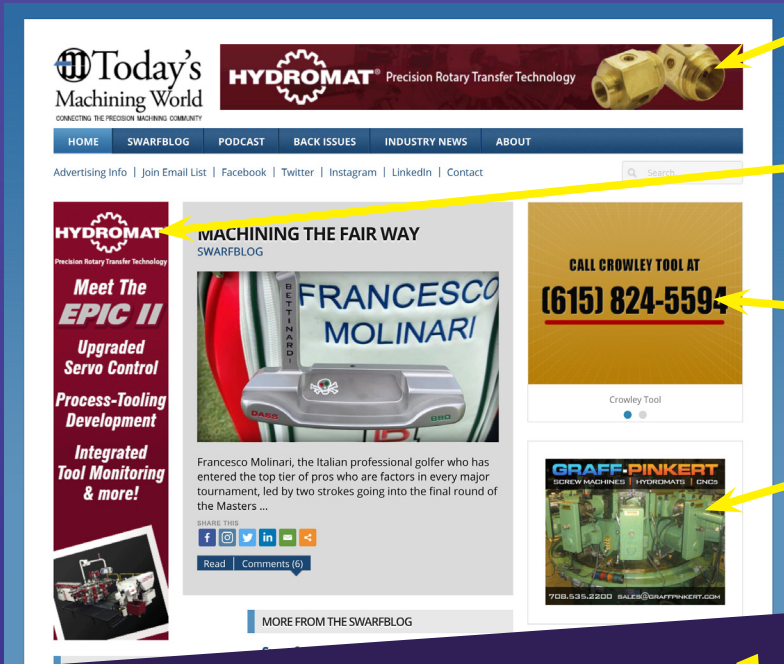 Today's
Machining World
CONNECTING THE PRECISION MACHINING COMMUNITY
HYDROMAT® Precision Rotary Transfer Technology
HOME SWARFBLOG PODCAST BACK ISSUES INDUSTRY NEWS ABOUT
Advertising Info | Join Email List | Facebook | Twitter | Instagram | LinkedIn | Contact
Search
HYDROMAT
Precision Rotary Transfer Technology
Meet The
EPIC II
Upgraded
Servo Control
Process-Tooling
Development
Integrated
Tool Monitoring
& more!
MACHINING THE FAIR WAY
SWARFBLOG
BETTINARDI
FRANCESCO
MOLINARI
DASS
BRO
Francesco Molinari, the Italian professional golfer who has
entered the top tier of pros who are factors in every major
tournament, led by two strokes going into the final round of
the Masters ...
SHARE THIS
Read | Comments (6)
MORE FROM THE SWARFBLOG
CALL CROWLEY TOOL AT
(615) 824-5594
Crowley Tool
GRAFF-PINKERT
SCREW MACHINES | HYDROMATS | CNCs
708.535.2200 SALES@GRAFFPINKERT.COM